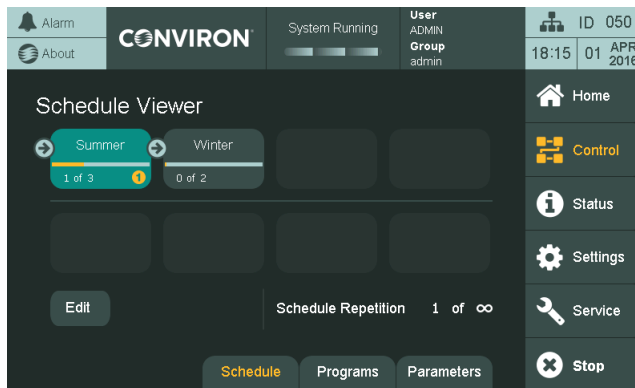 Alarm
About
CONVIRON
System Running
User
ADMIN
Group
admin
ID 050
18:15
01 APR 2016
Schedule Viewer
Summer
1 of 3
1
Winter
0 of 2
Edit
Schedule Repetition 1 of ∞
Schedule
Programs
Parameters
Home
Control
Status
Settings
Service
Stop